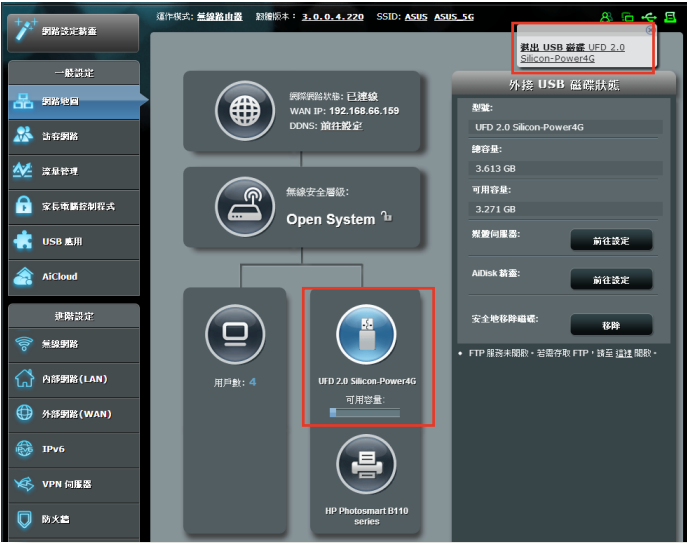 網路設定精靈
運作模式: 無線路由器 韌體版本: 3.0.0.4.220 SSID: ASUS ASUS_5G
退出 USB 磁碟 UFD 2.0
Silicon-Power4G
一般設定
網路地圖
訪客網路
流量管理
家長電腦控制程式
USB 應用
AiCloud
進階設定
無線網路
內部網路(LAN)
外部網路(WAN)
IPv6
VPN 伺服器
防火牆
網際網路狀態: 已連線
WAN IP: 192.168.66.159
DDNS: 前往設定
無線安全層級:
Open System
用戶數: 4
UFD 2.0 Silicon-Power4G
可用容量:
HP Photosmart B110
series
外接 USB 磁碟狀態
型號:
UFD 2.0 Silicon-Power4G
總容量:
3.613 GB
可用容量:
3.271 GB
媒體伺服器:
前往設定
AiDisk 精靈:
前往設定
安全地移除磁碟:
移除
• FTP 服務未開啟。若需存取 FTP，請至 這裡 開啟。